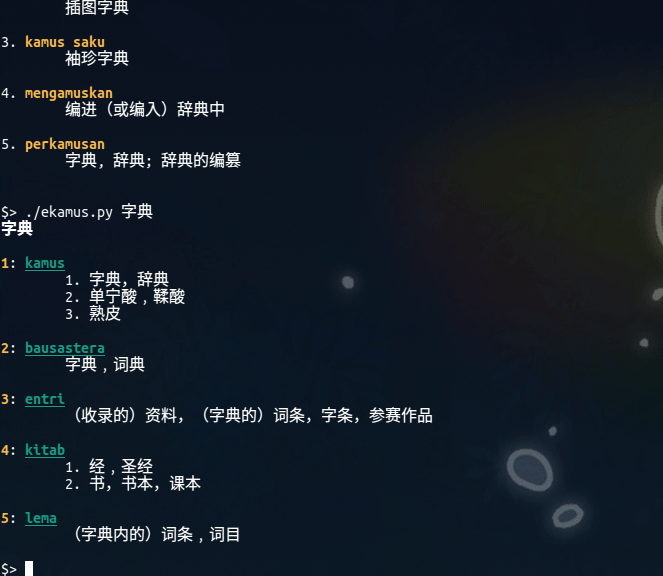 插图字典
3. kamus saku
袖珍字典
4. mengamuskan
编进（或编入）辞典中
5. perkamusan
字典，辞典；辞典的编篡
$> ./ekamus.py 字典
字典
1: kamus
1. 字典，辞典
2. 单宁酸﹐鞣酸
3. 熟皮
2: bausastera
字典﹐词典
3: entri
（收录的）资料，（字典的）词条，字条，参赛作品
4: kitab
1. 经﹐圣经
2. 书，书本，课本
5: lema
（字典内的）词条﹐词目
$>